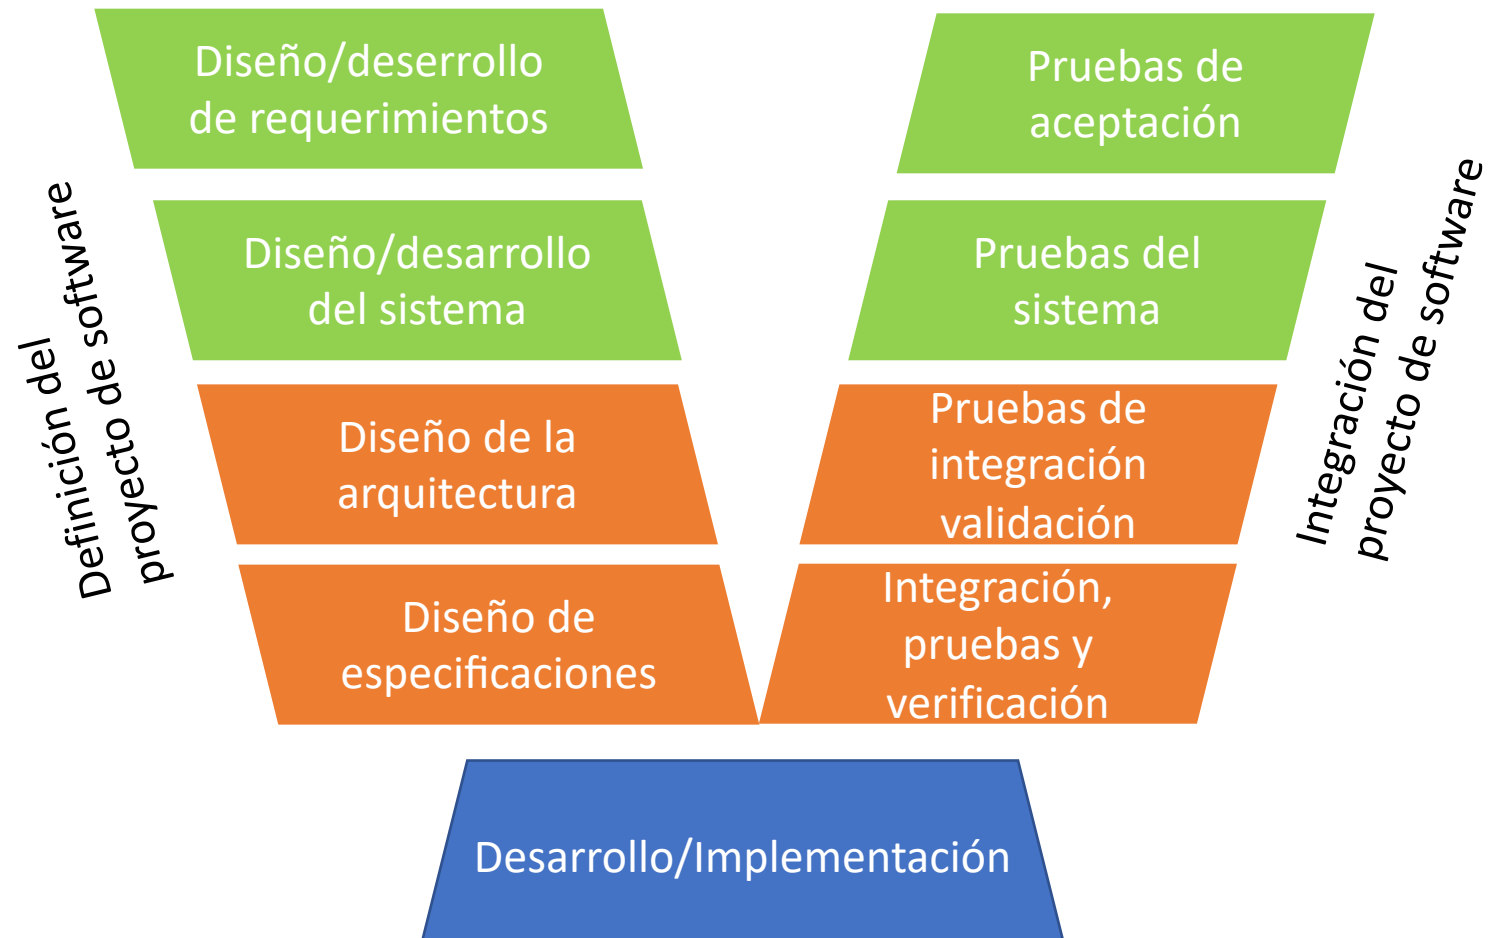 Diseño/deserrollo
de requerimientos
Pruebas de
aceptación
Diseño/desarrollo
del sistema
Pruebas del
sistema
Definición del
proyecto de software
Integración del
proyecto de software
Diseño de la
arquitectura
Pruebas de
integración
validación
Diseño de
especificaciones
Integración,
pruebas y
verificación
Desarrollo/Implementación